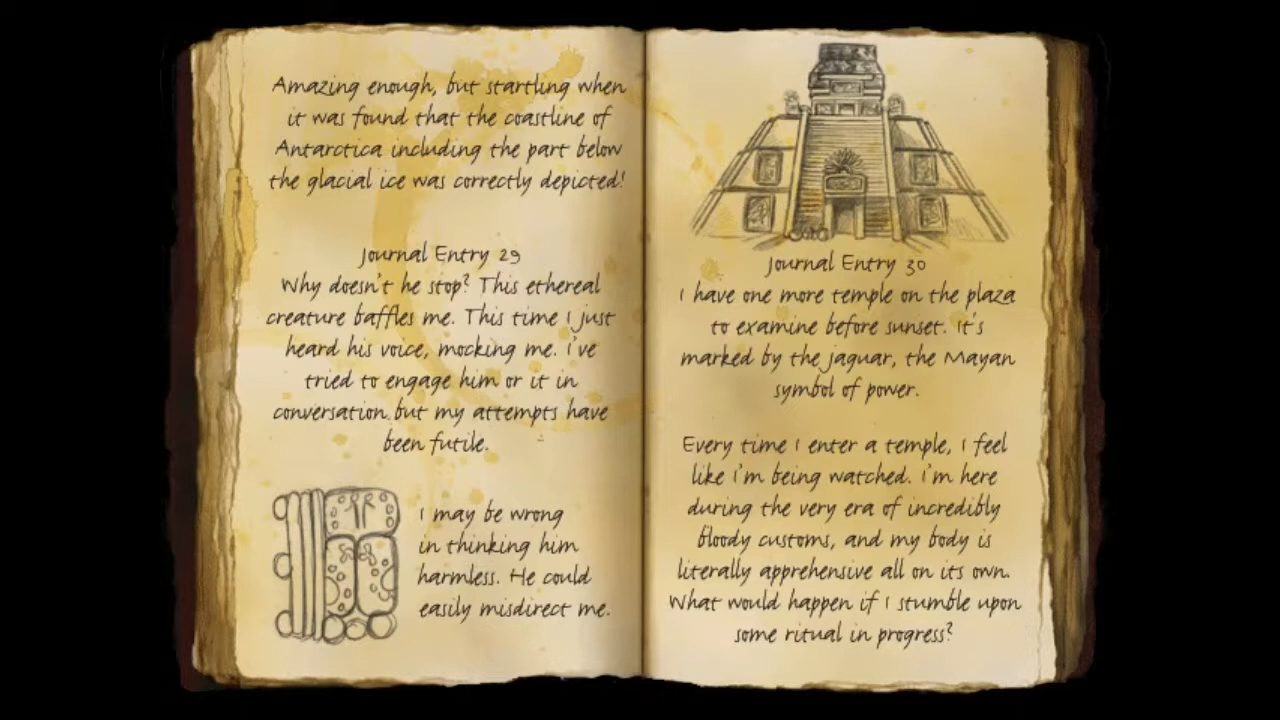 Amazing enough, but startling when
it was found that the coastline of
Antarctica including the part below
the glacial ice was correctly depicted!
Journal Entry 29
Why doesn't he stop? This ethereal
creature baffles me. This time I just
heard his voice, mocking me. I've
tried to engage him or it in
conversation but my attempts have
been futile.
I may be wrong
in thinking him
harmless. He could
easily misdirect me.
Journal Entry 30
I have one more temple on the plaza
to examine before sunset. It's
marked by the jaguar, the Mayan
symbol of power.
Every time I enter a temple, I feel
like I'm being watched. I'm here
during the very era of incredibly
bloody customs, and my body is
literally apprehensive all on its own.
What would happen if I stumble upon
some ritual in progress?